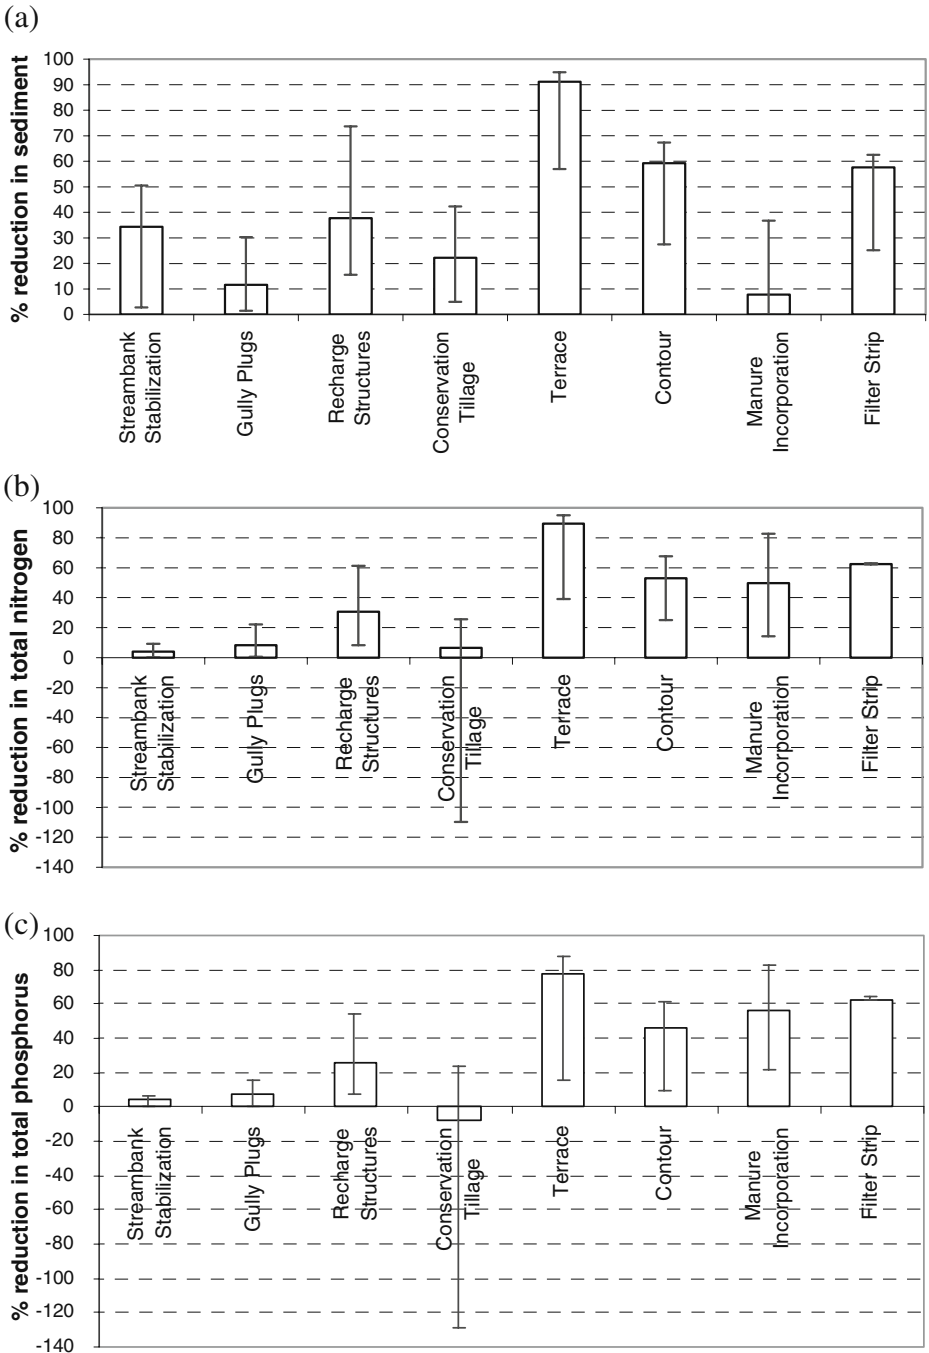 (a)
% reduction in sediment
100
90
80
70
60
50
40
30
20
10
0
Streambank
Stabilization
Gully Plugs
Recharge
Structures
Conservation
Tillage
Terrace
Contour
Manure
Incorporation
Filter Strip
(b)
% reduction in total nitrogen
100
80
60
40
20
0
-20
-40
-60
-80
-100
-120
-140
Streambank
Stabilization
Gully Plugs
Recharge
Structures
Conservation
Tillage
Terrace
Contour
Manure
Incorporation
Filter Strip
(c)
% reduction in total phosphorus
100
80
60
40
20
0
-20
-40
-60
-80
-100
-120
-140
Streambank
Stabilization
Gully Plugs
Recharge
Structures
Conservation
Tillage
Terrace
Contour
Manure
Incorporation
Filter Strip